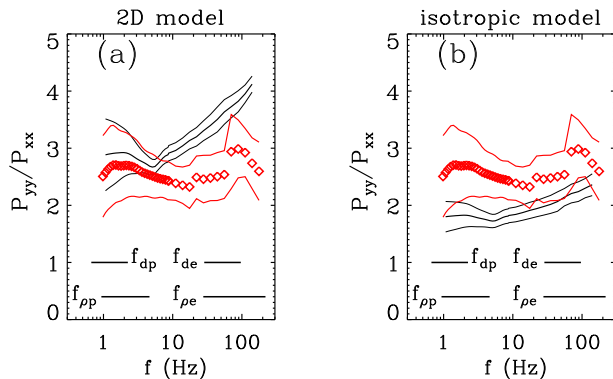 2D model
isotropic model
5
(a)
5
(b)
4
4
P_yy/P_xx
3
P_yy/P_xx
3
2
2
1
f_dp
f_de
1
f_dp
f_de
f_ρp
f_ρe
f_ρp
f_ρe
0
0
1
10
100
1
10
100
f (Hz)
f (Hz)